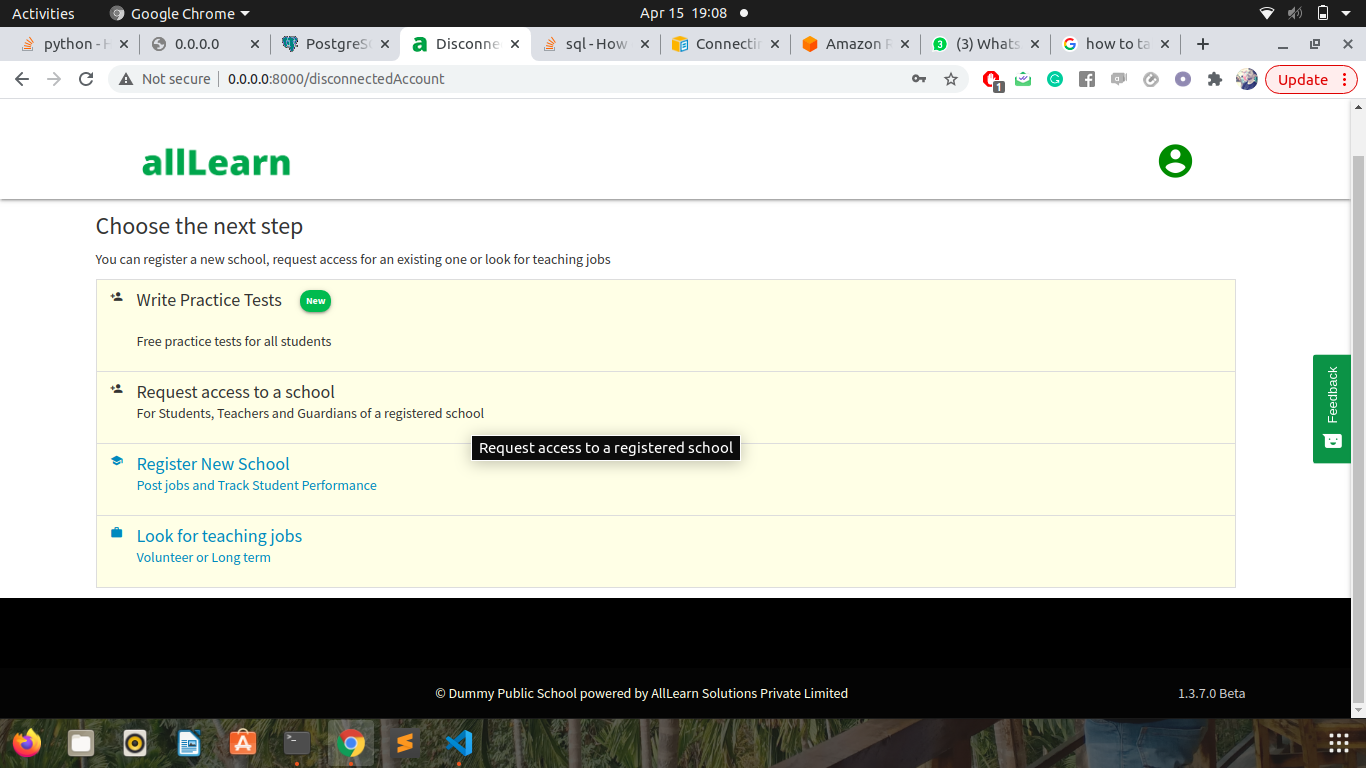 Activities
Google Chrome
Apr 15 19:08
python - H
0.0.0.0
PostgreS
Disconne
sql - How
Connectin
Amazon R
(3) Whats
how to ta
Not secure
0.0.0.0:8000/disconnectedAccount
1
Update
allLearn
Choose the next step
You can register a new school, request access for an existing one or look for teaching jobs
Write Practice Tests
New
Free practice tests for all students
Request access to a school
For Students, Teachers and Guardians of a registered school
Request access to a registered school
Register New School
Post jobs and Track Student Performance
Look for teaching jobs
Volunteer or Long term
Feedback
© Dummy Public School powered by AllLearn Solutions Private Limited
1.3.7.0 Beta